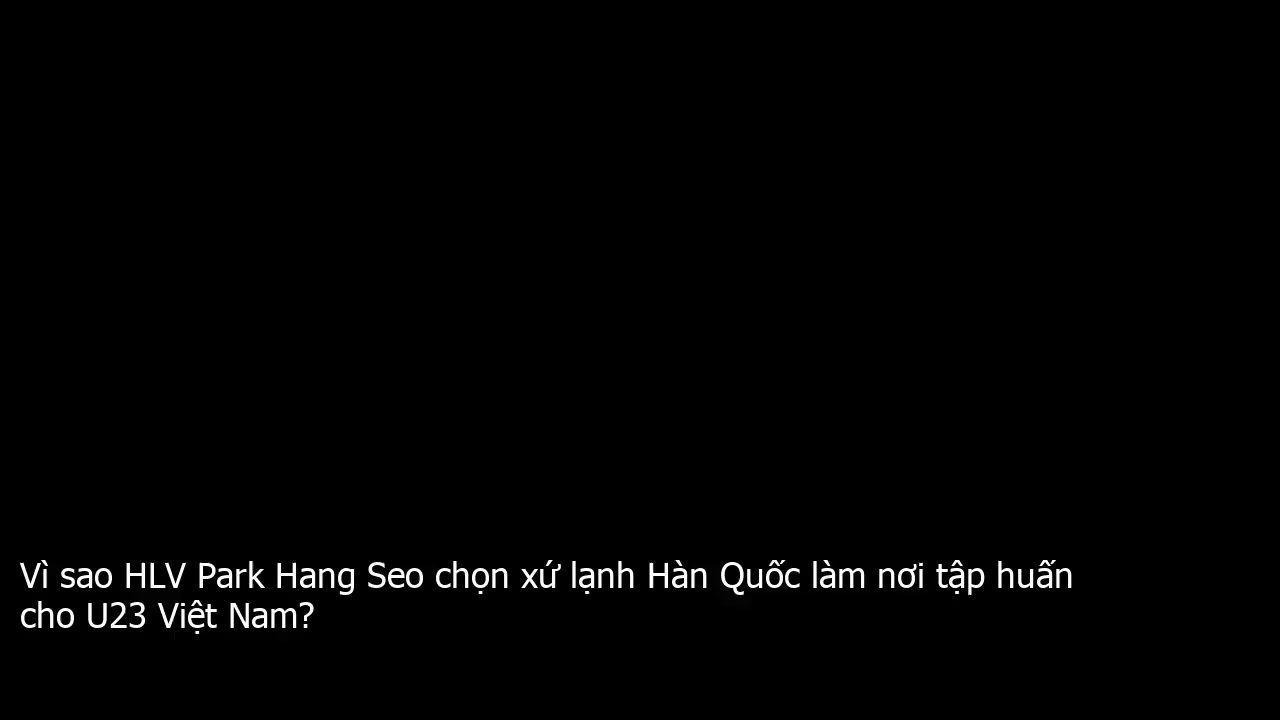 Vì sao HLV Park Hang Seo chọn xứ lạnh Hàn Quốc làm nơi tập huấn
cho U23 Việt Nam?